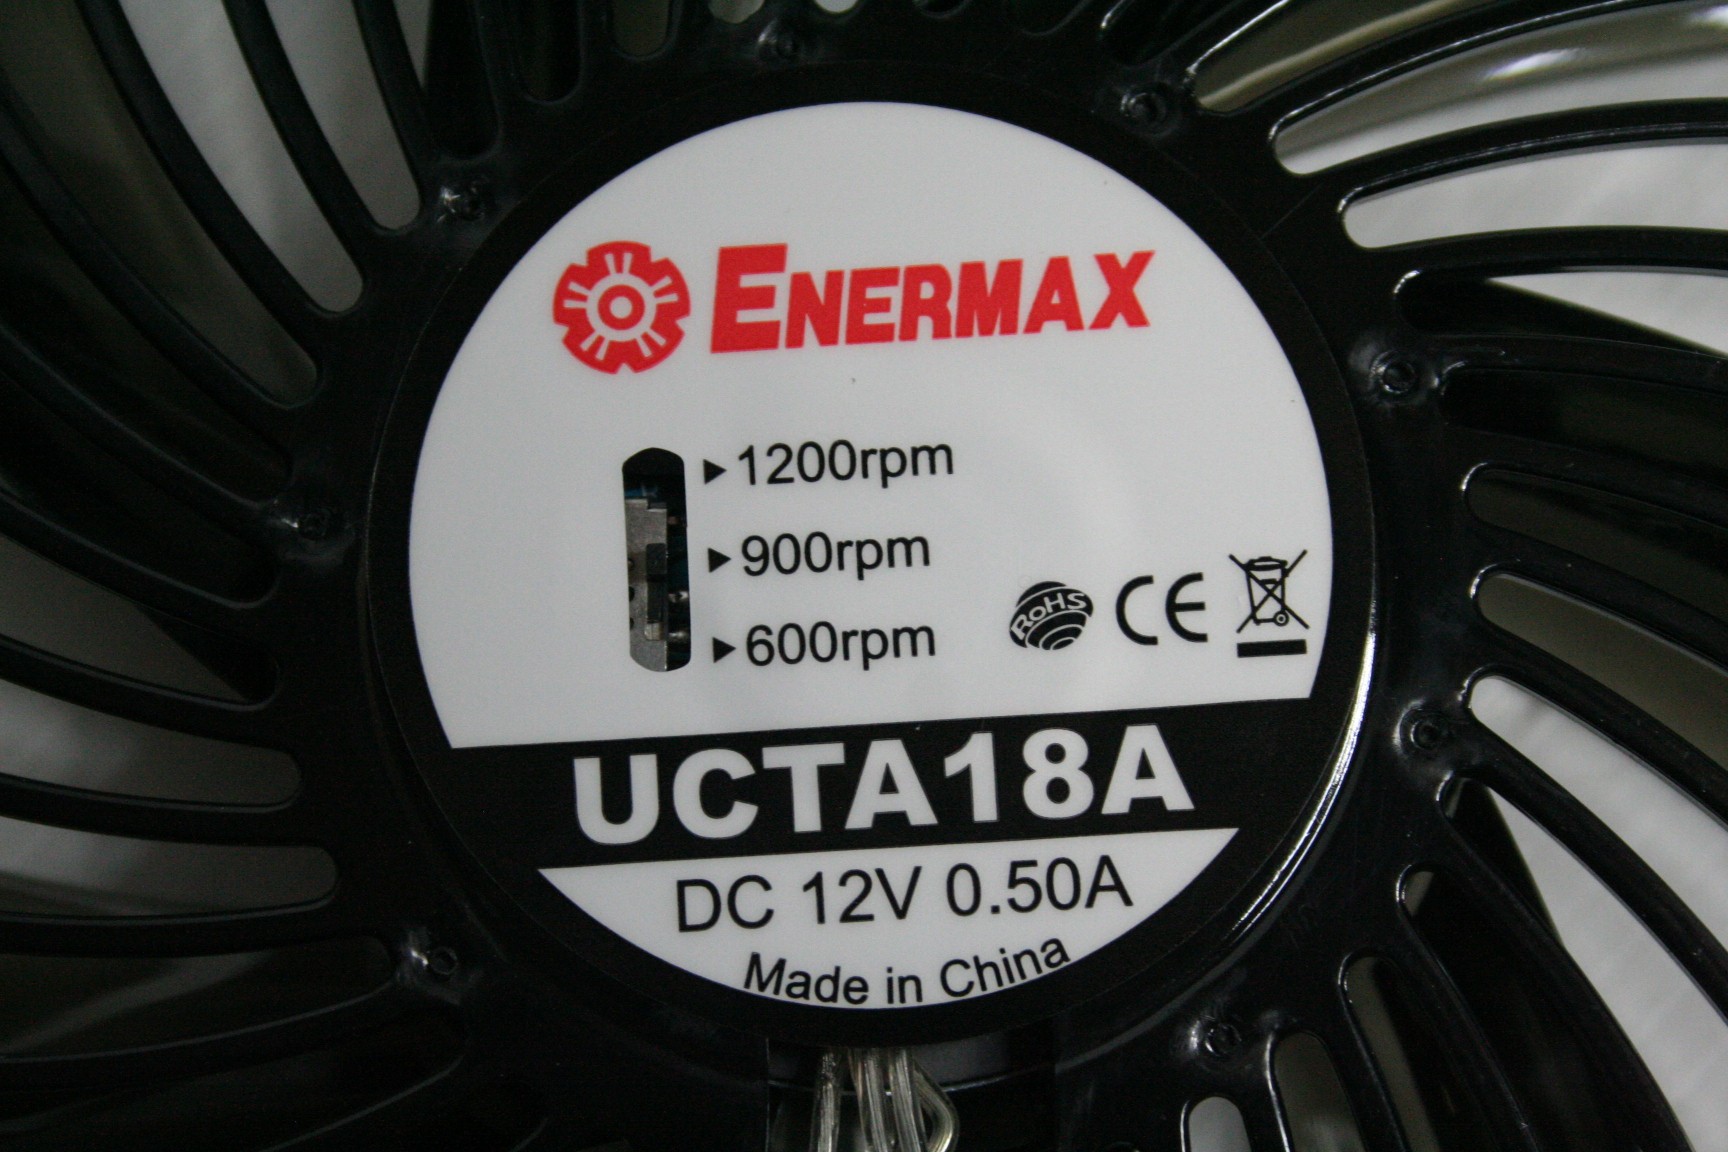 ENERMAX
►1200rpm
►900rpm
►600rpm
RoHS
CE
UCTA18A
DC 12V 0.50A
Made in China